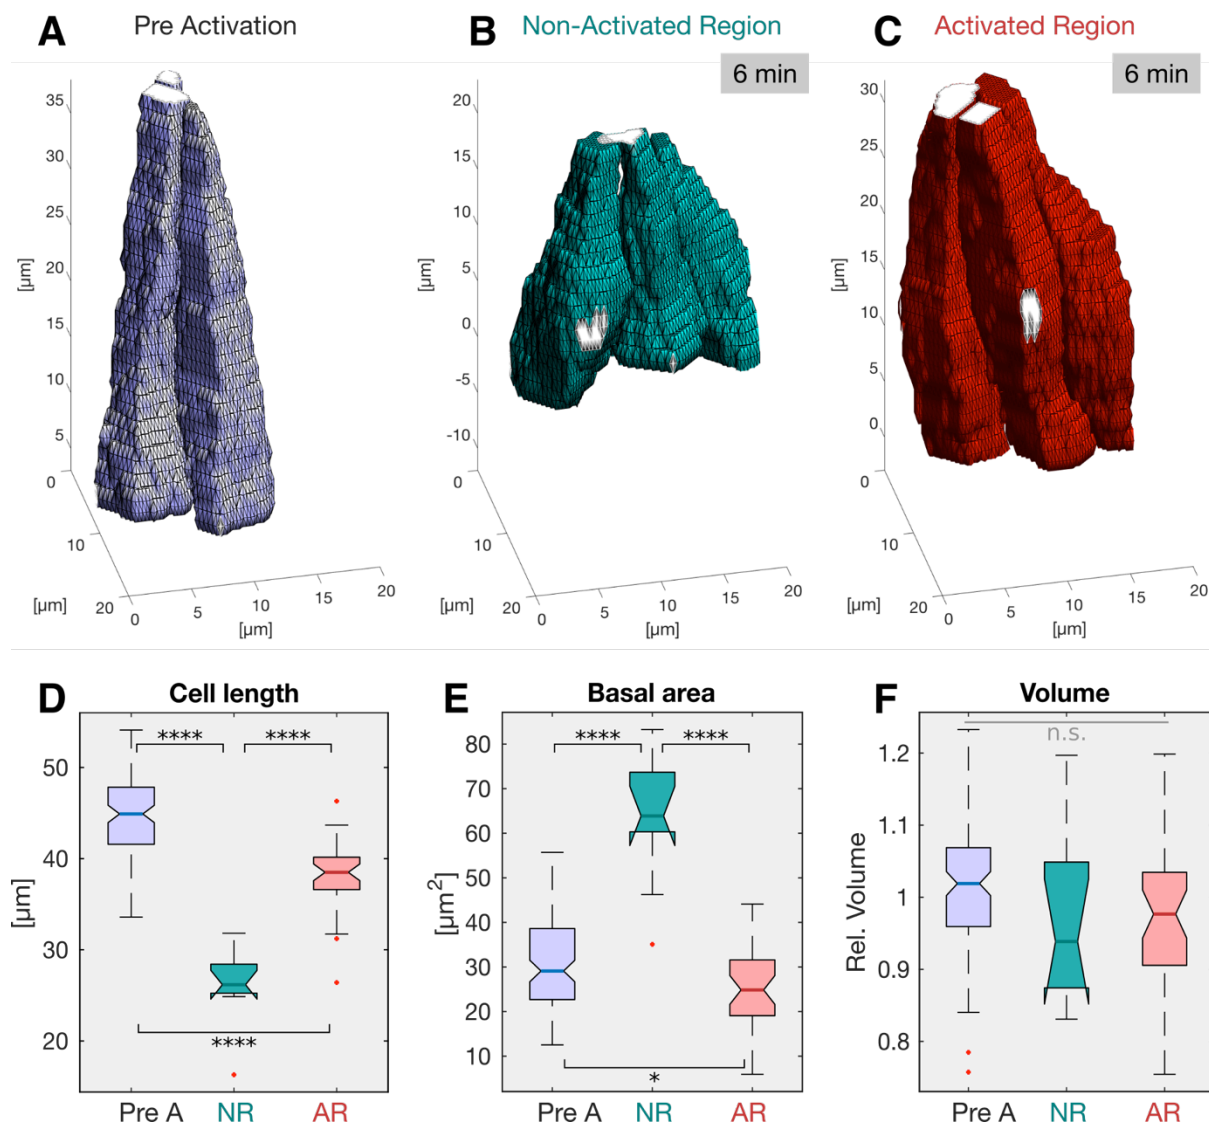 A Pre Activation
B Non-Activated Region
C Activated Region
6 min
6 min
35
30
25
20
15
10
5
0
[μm]
10
20
[μm]
0
5
10
15
20
[μm]
20
15
10
5
0
-5
-10
[μm]
0
10
20
[μm]
0
5
10
15
20
[μm]
30
25
20
15
10
5
0
[μm]
0
10
20
[μm]
0
5
10
15
20
[μm]
D Cell length
50
40
30
20
[μm]
****
****
****
Pre A NR AR
E Basal area
80
70
60
50
40
30
20
10
[μm²]
****
****
*
Pre A NR AR
F Volume
1.2
1.1
1
0.9
0.8
Rel. Volume
n.s.
Pre A NR AR